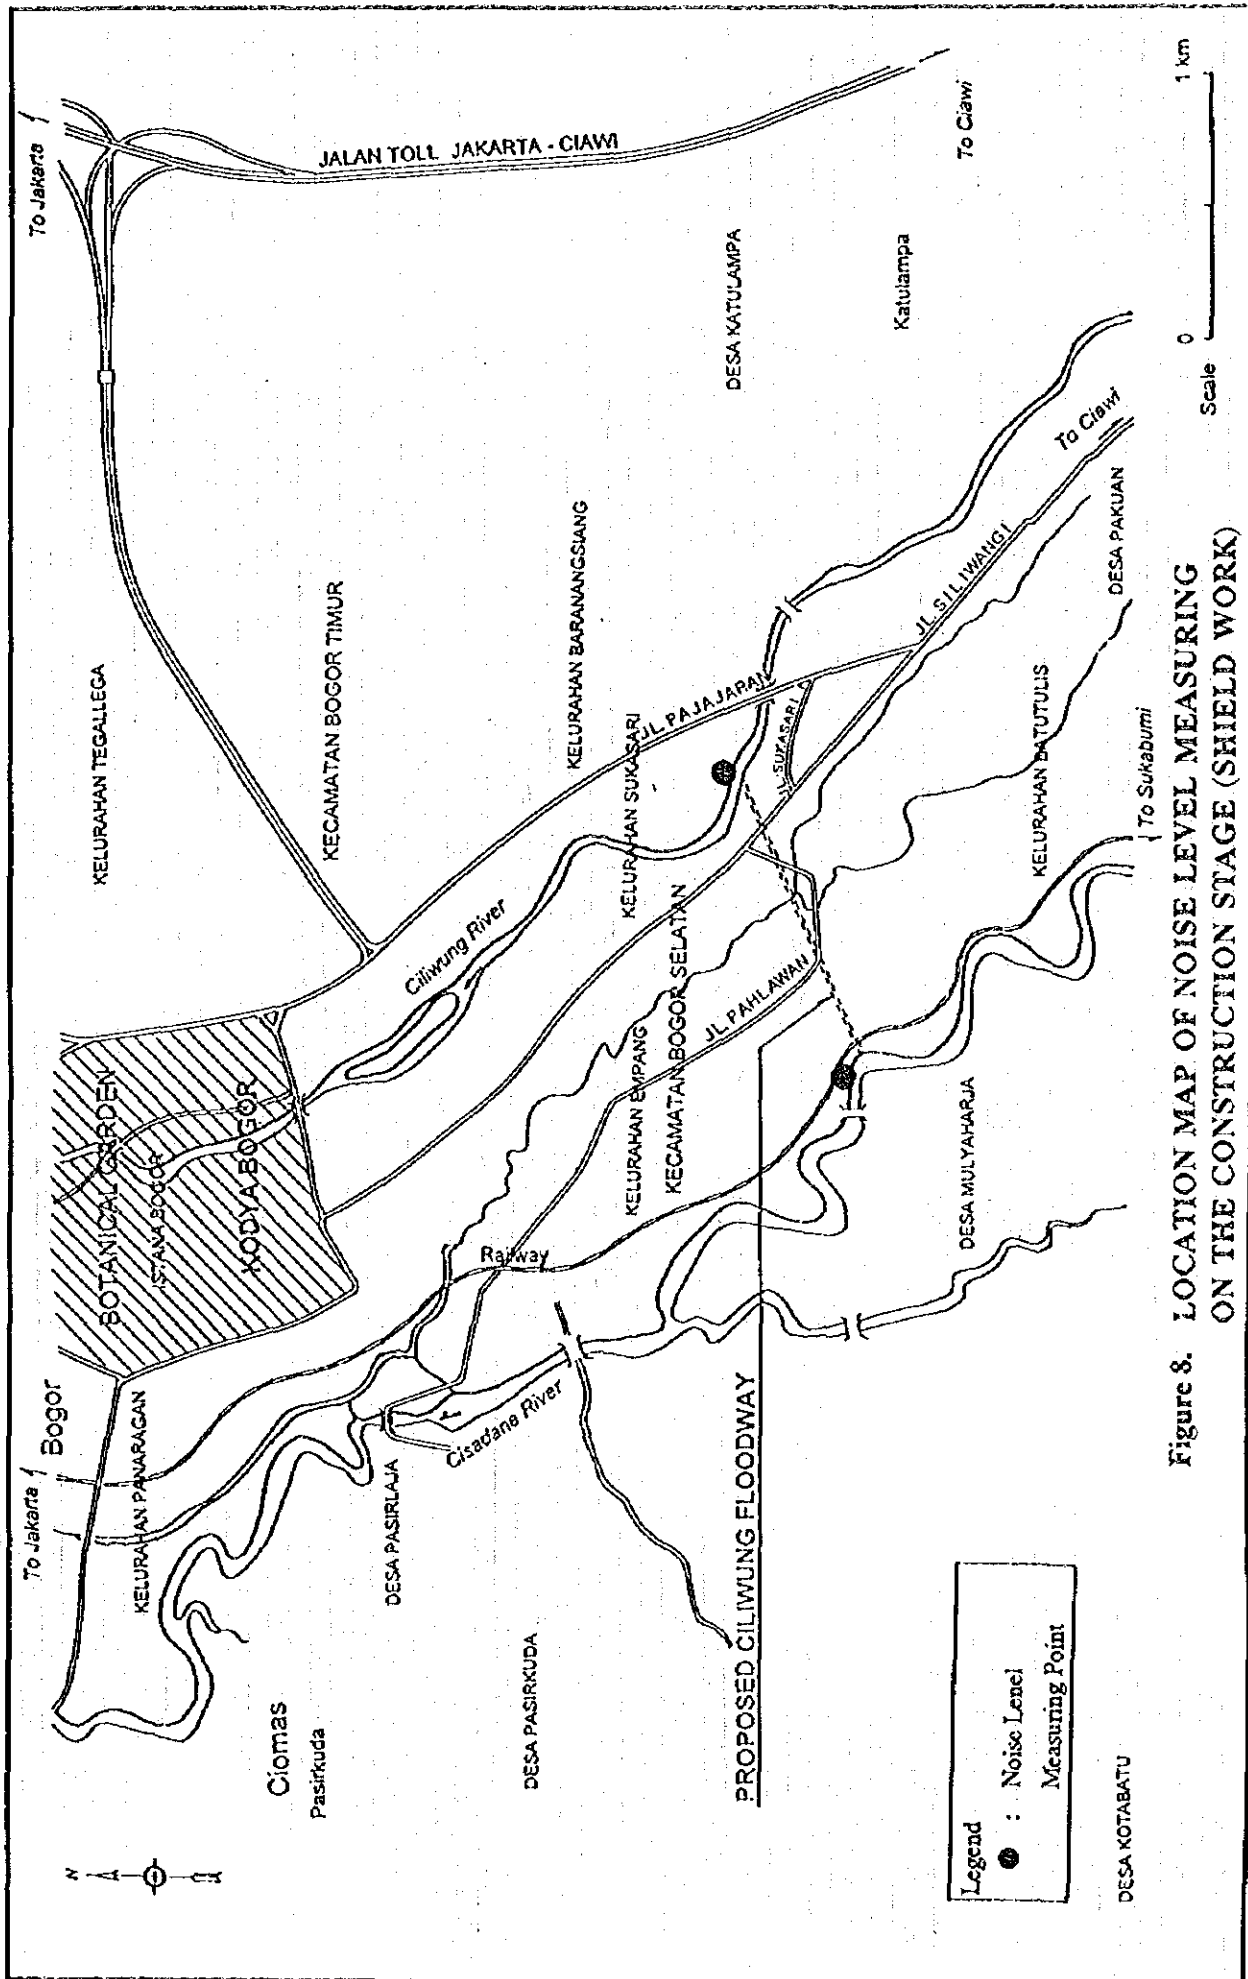 To Jakarta
Bogor
To Jakarta
N
KELURAHAN PANARAGAN
BOTANICAL GARDEN
ISTANA BOGOR
KODYA BOGOR
KELURAHAN TEGALLEGA
Ciomas
Pasirkuda
KECAMATAN BOGOR TIMUR
JALAN TOLL JAKARTA - CIAWI
DESA PASIRLAJA
Cisadane River
Railway
Ciliwung River
DESA PASIRKUDA
KELURAHAN BARANANGSIANG
KELURAHAN EMPANG
KELURAHAN SUKASARI
JL. PAJAJARAN
KECAMATAN BOGOR SELATAN
JL. PAHLAWAN
JL. SUKASARI
DESA KATULAMPA
PROPOSED CILIWUNG FLOODWAY
Katulampa
JL. SILIWANGI
To Ciawi
DESA MULYAHARJA
KELURAHAN BATUTULIS
To Ciawi
DESA PAKUAN
To Sukabumi
DESA KOTABATU
Legend
: Noise Lenel
Measuring Point
Scale 0 1 km
Figure 8. LOCATION MAP OF NOISE LEVEL MEASURING
ON THE CONSTRUCTION STAGE (SHIELD WORK)